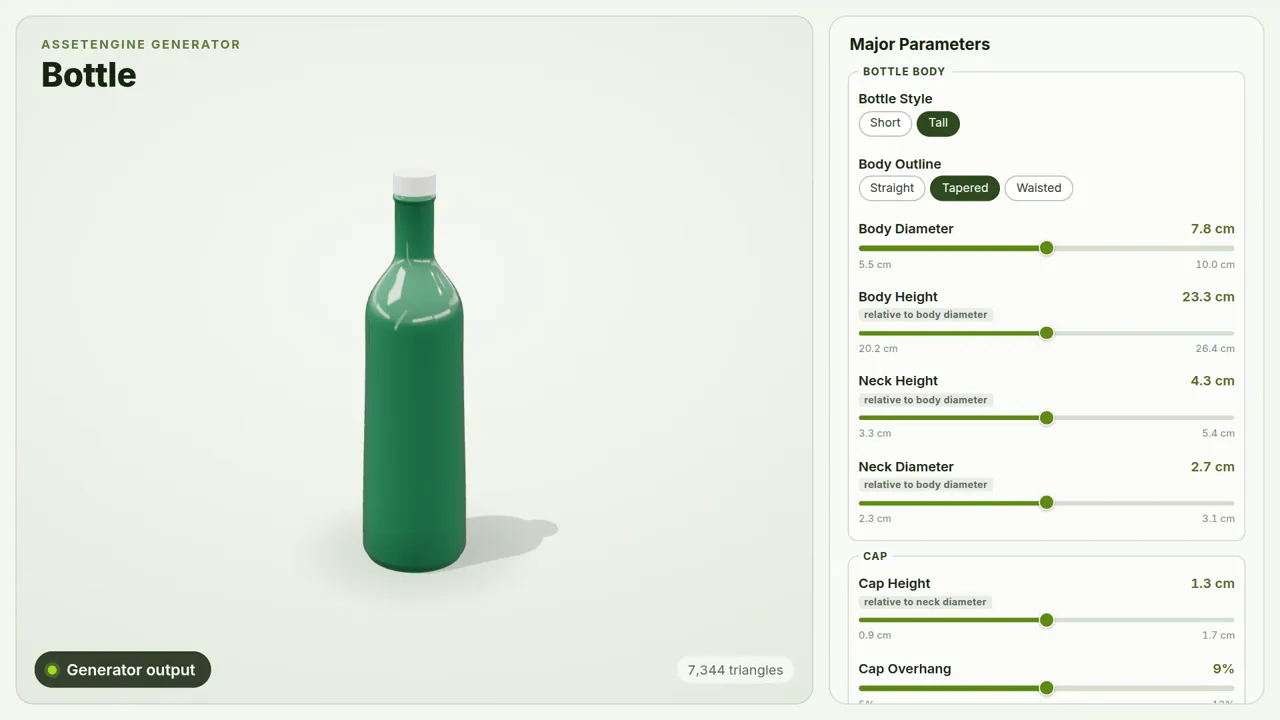 ASSETENGINE GENERATOR
Bottle
Generator output
7,344 triangles
Major Parameters
BOTTLE BODY
Bottle Style
Short Tall
Body Outline
Straight Tapered Waisted
Body Diameter 7.8 cm
5.5 cm 10.0 cm
Body Height 23.3 cm
relative to body diameter
20.2 cm 26.4 cm
Neck Height 4.3 cm
relative to body diameter
3.3 cm 5.4 cm
Neck Diameter 2.7 cm
relative to body diameter
2.3 cm 3.1 cm
CAP
Cap Height 1.3 cm
relative to neck diameter
0.9 cm 1.7 cm
Cap Overhang 9%